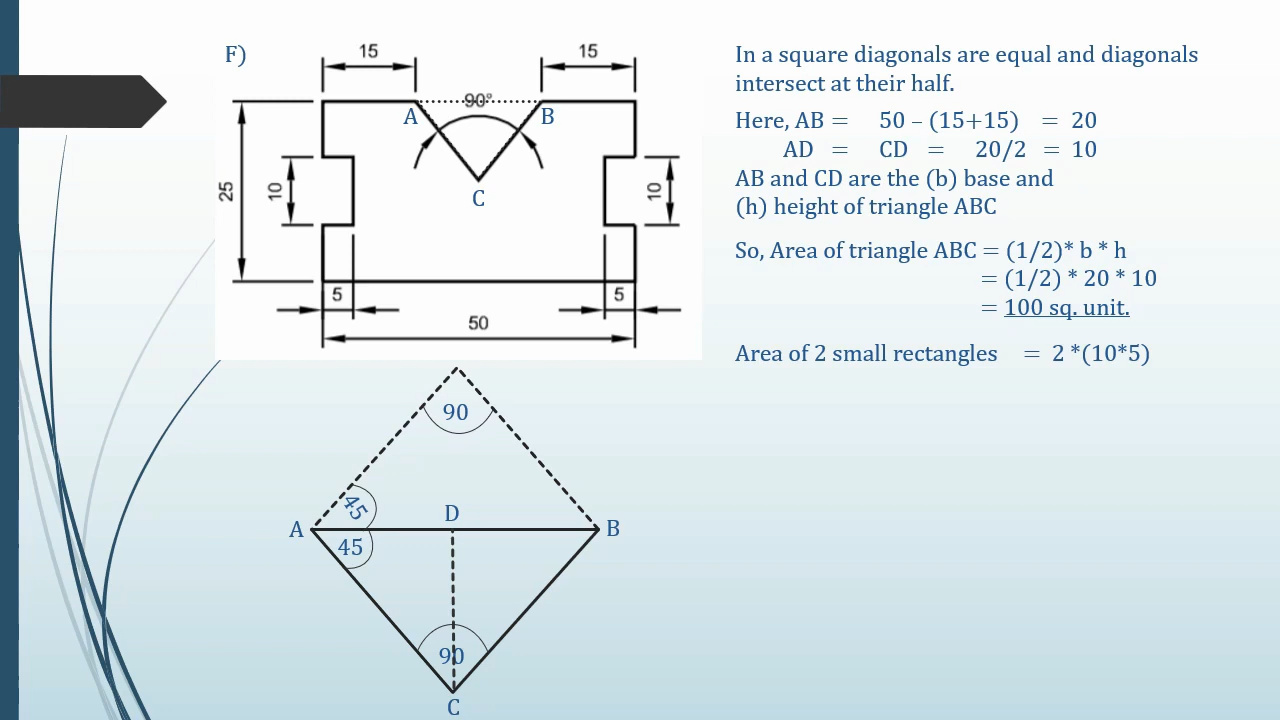 F)
15
15
90°
A
B
C
25
10
10
5
5
50
In a square diagonals are equal and diagonals
intersect at their half.
Here, AB = 50 – (15+15) = 20
AD = CD = 20/2 = 10
AB and CD are the (b) base and
(h) height of triangle ABC
So, Area of triangle ABC = (1/2)* b * h
= (1/2) * 20 * 10
= 100 sq. unit.
Area of 2 small rectangles = 2 *(10*5)
90
45
A
D
B
45
90
C